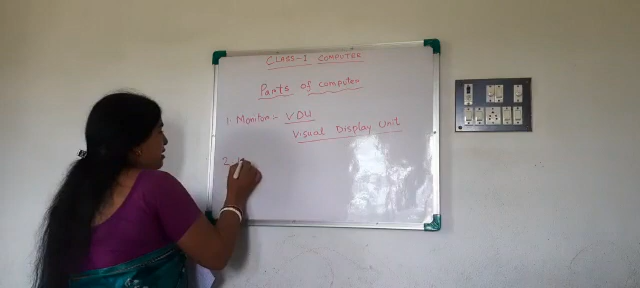 CLASS-I COMPUTER
Parts of computer
1. Monitor:- VDU
Visual Display Unit
2.